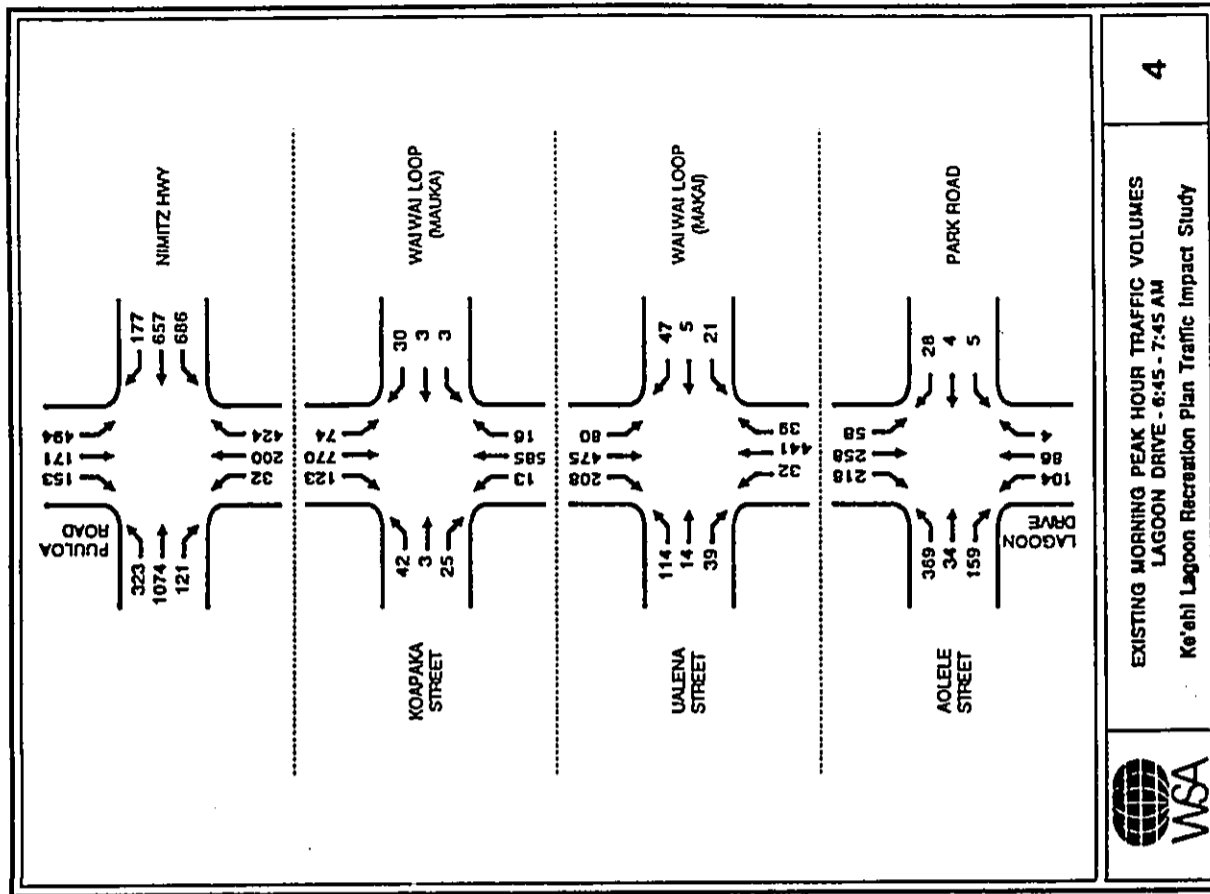 PUULOA
ROAD
153
171
494
323
1074
121
177
657
686
32
200
424
NIMITZ HWY
KOAPAKA
STREET
123
770
74
42
3
25
30
3
3
13
585
16
WAI WAI LOOP
(MAUKA)
UALENA
STREET
208
475
80
114
14
39
47
5
21
32
441
39
WAI WAI LOOP
(MAKAI)
AOLELE
STREET
218
258
58
369
34
159
28
4
5
104
86
4
LAGOON
DRIVE
PARK ROAD
WSA
EXISTING MORNING PEAK HOUR TRAFFIC VOLUMES
LAGOON DRIVE - 6:45 - 7:45 AM
Ke'ehi Lagoon Recreation Plan Traffic Impact Study
4